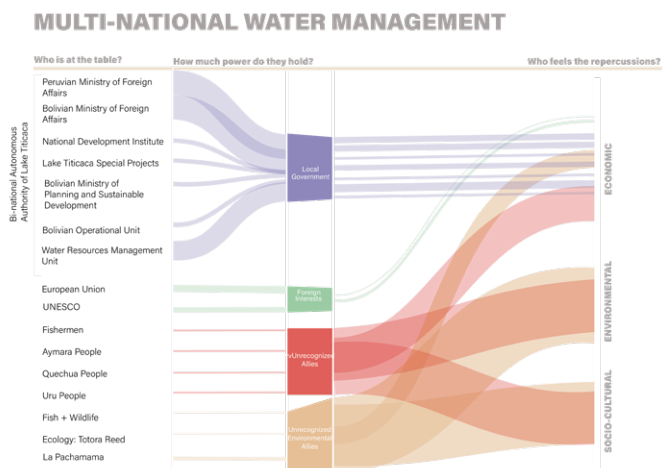 MULTI-NATIONAL WATER MANAGEMENT
Who is at the table?
How much power do they hold?
Who feels the repercussions?
Bi-national Autonomous
Authority of Lake Titicaca
Peruvian Ministry of Foreign
Affairs
Bolivian Ministry of Foreign
Affairs
National Development Institute
Lake Titicaca Special Projects
Bolivian Ministry of
Planning and Sustainable
Development
Bolivian Operational Unit
Water Resources Management
Unit
European Union
UNESCO
Fishermen
Aymara People
Quechua People
Uru People
Fish + Wildlife
Ecology: Totora Reed
La Pachamama
Local
Government
Foreign
Interests
vUnrecognized
Allies
Unrecognized
Environmental
Allies
ECONOMIC
ENVIRONMENTAL
SOCIO-CULTURAL